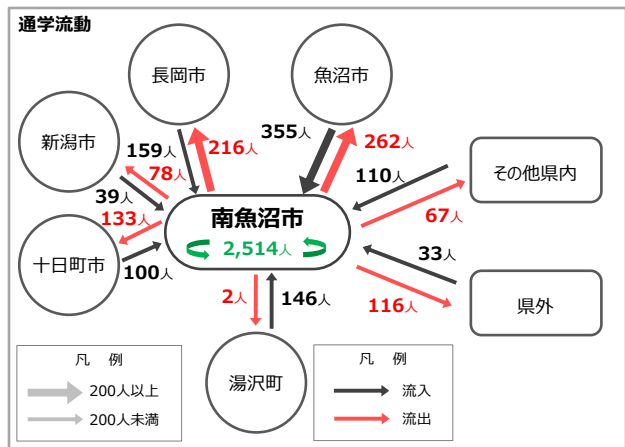 通学流動
長岡市
魚沼市
新潟市
159人
216人
355人
262人
78人
110人
その他県内
39人
133人
南魚沼市
2,514人
67人
十日町市
100人
33人
116人
県外
2人
146人
湯沢町
凡 例
200人以上
200人未満
凡 例
流入
流出